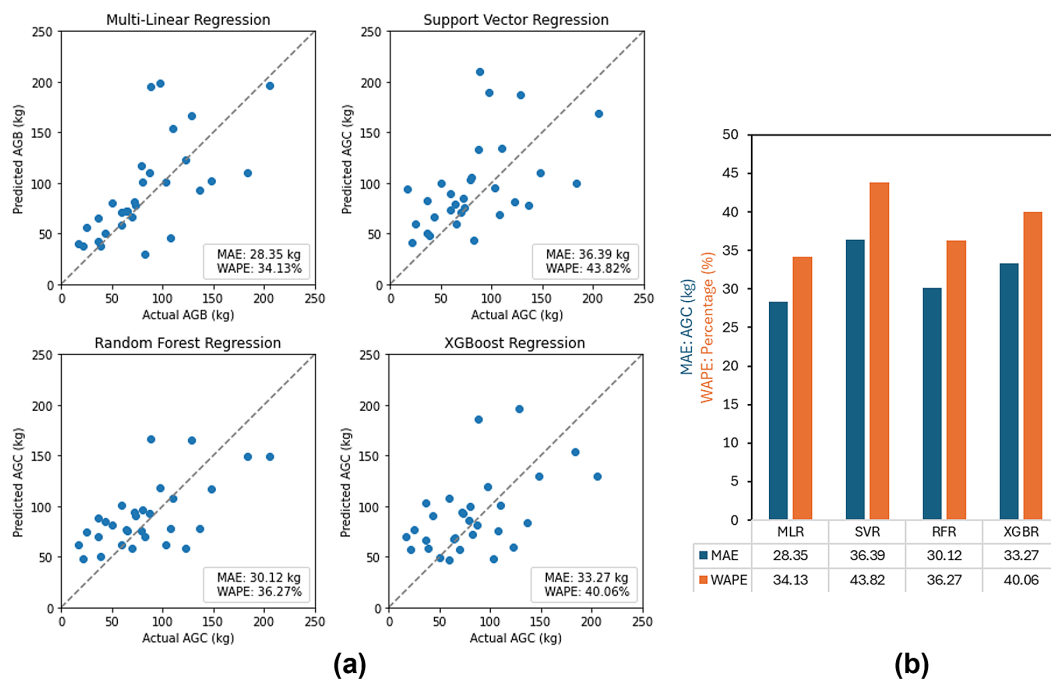 Multi-Linear Regression
250
200
150
100
50
0
Predicted AGB (kg)
MAE: 28.35 kg
WAPE: 34.13%
0 50 100 150 200 250
Actual AGB (kg)
Support Vector Regression
250
200
150
100
50
0
Predicted AGC (kg)
MAE: 36.39 kg
WAPE: 43.82%
0 50 100 150 200 250
Actual AGC (kg)
Random Forest Regression
250
200
150
100
50
0
Predicted AGC (kg)
MAE: 30.12 kg
WAPE: 36.27%
0 50 100 150 200 250
Actual AGC (kg)
XGBoost Regression
250
200
150
100
50
0
Predicted AGC (kg)
MAE: 33.27 kg
WAPE: 40.06%
0 50 100 150 200 250
Actual AGC (kg)
(a)
MAE: AGC (kg)
WAPE: Percentage (%)
50
45
40
35
30
25
20
15
10
5
0
MLR SVR RFR XGBR
MAE 28.35 36.39 30.12 33.27
WAPE 34.13 43.82 36.27 40.06
(b)